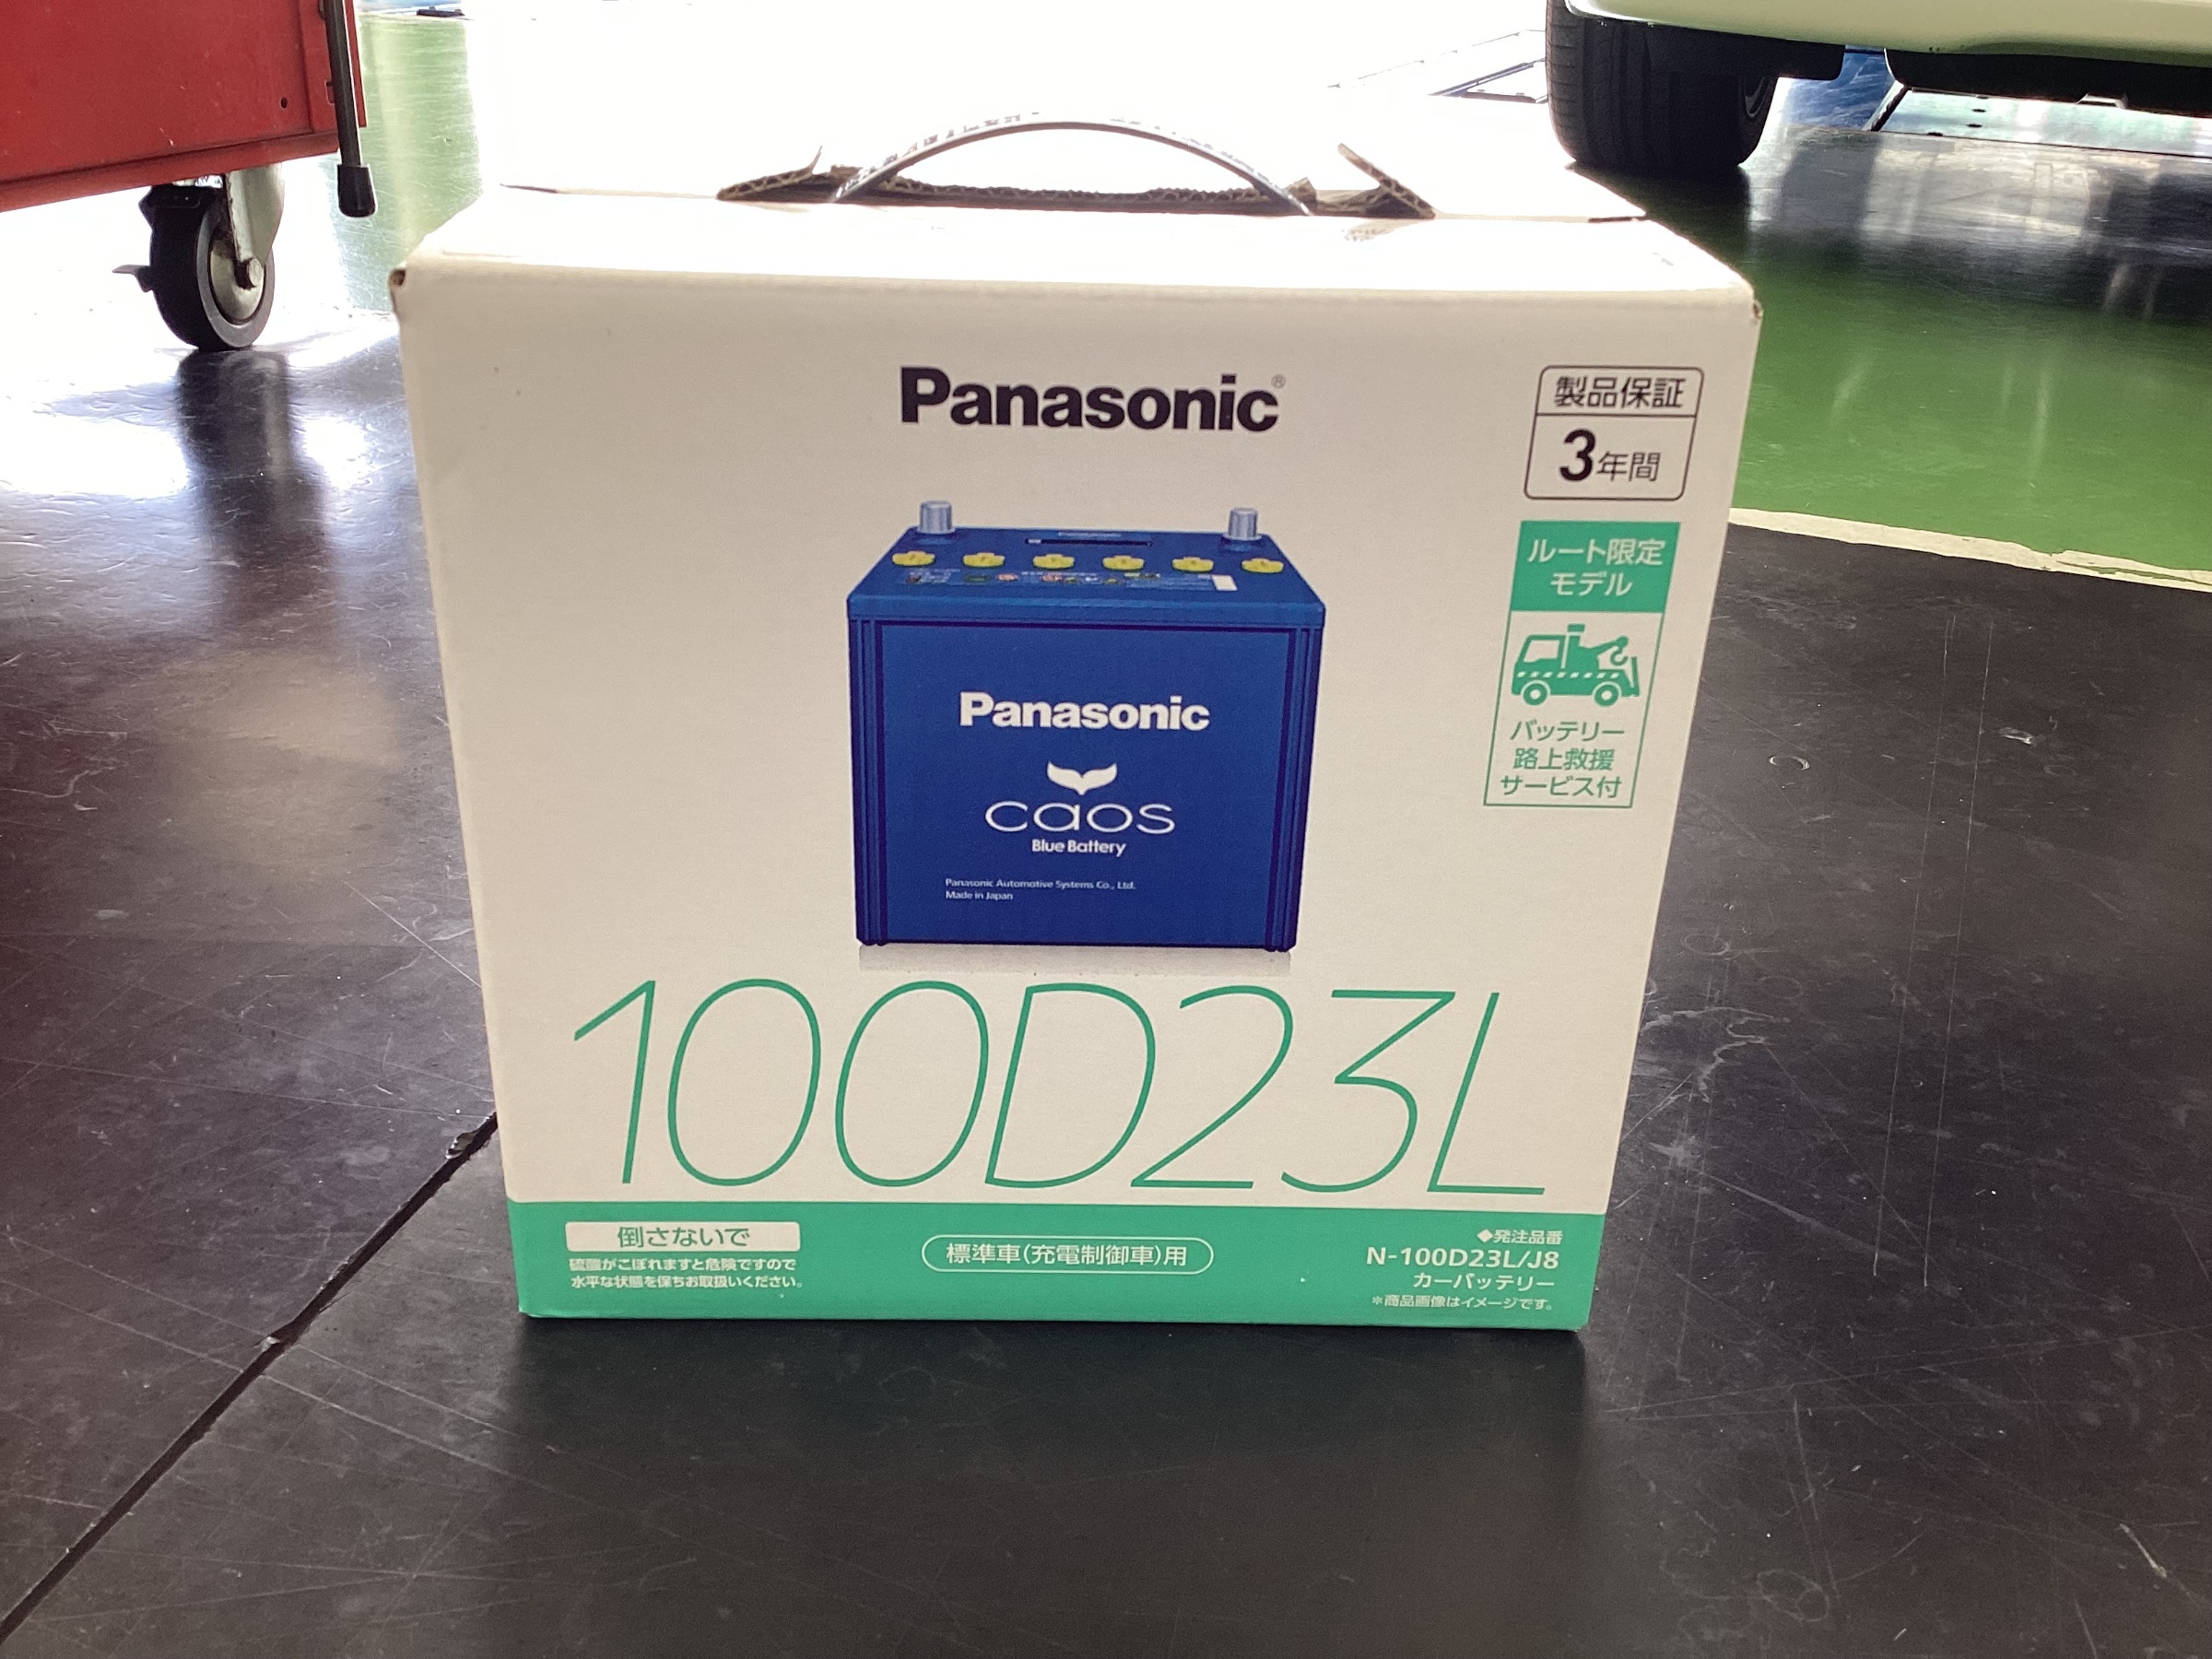 Panasonic®
製品保証
3年間
ルート限定
モデル
バッテリー
路上救援
サービス付
Panasonic
caos
Blue Battery
Panasonic Automotive Systems Co., Ltd.
Made in Japan
100D23L
倒さないで
硫酸がこぼれますと危険ですので
水平な状態を保ちお取扱いください。
標準車(充電制御車)用
◆発注品番
N-100D23L/J8
カーバッテリー
※商品画像はイメージです。